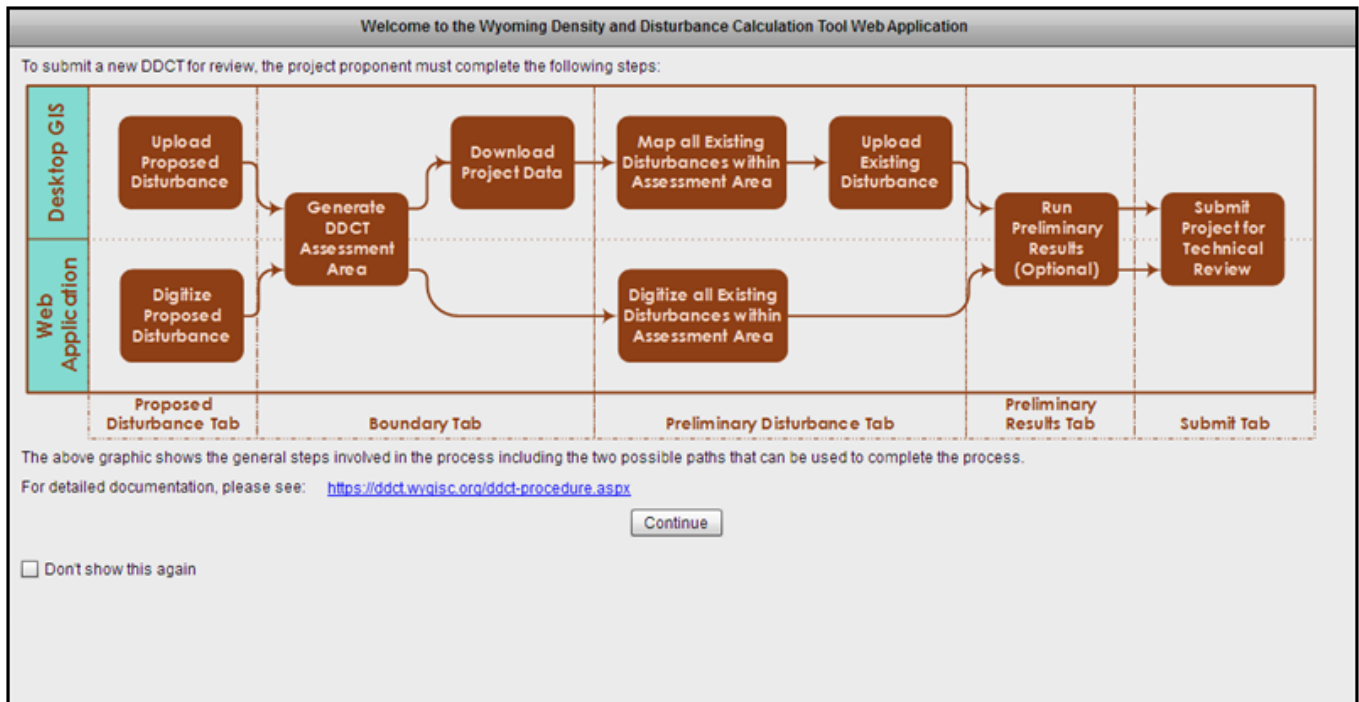 Welcome to the Wyoming Density and Disturbance Calculation Tool Web Application
To submit a new DDCT for review, the project proponent must complete the following steps:
Desktop GIS
Upload
Proposed
Disturbance
Generate
DDCT
Assessment
Area
Download
Project Data
Map all Existing
Disturbances within
Assessment Area
Upload
Existing
Disturbance
Run
Preliminary
Results
(Optional)
Submit
Project for
Technical
Review
Web
Application
Digitize
Proposed
Disturbance
Digitize all Existing
Disturbances within
Assessment Area
Proposed
Disturbance Tab
Boundary Tab
Preliminary Disturbance Tab
Preliminary
Results Tab
Submit Tab
The above graphic shows the general steps involved in the process including the two possible paths that can be used to complete the process.
For detailed documentation, please see: https://ddct.wygisc.org/ddct-procedure.aspx
Continue
Don't show this again